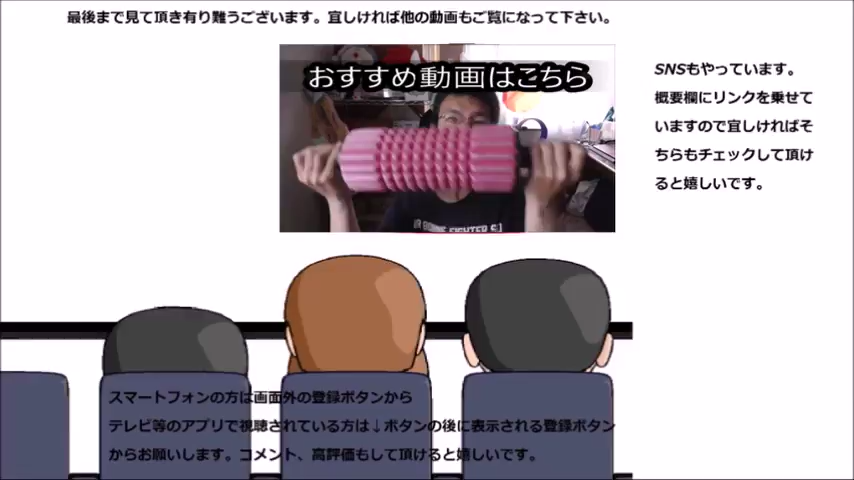 最後まで見て頂き有り難うございます。宜しければ他の動画もご覧になって下さい。
おすすめ動画はこちら
SNSもやっています。
概要欄にリンクを乗せて
いますので宜しければそ
ちらもチェックして頂け
ると嬉しいです。
スマートフォンの方は画面外の登録ボタンから
テレビ等のアプリで視聴されている方は↓ボタンの後に表示される登録ボタン
からお願いします。コメント、高評価もして頂けると嬉しいです。